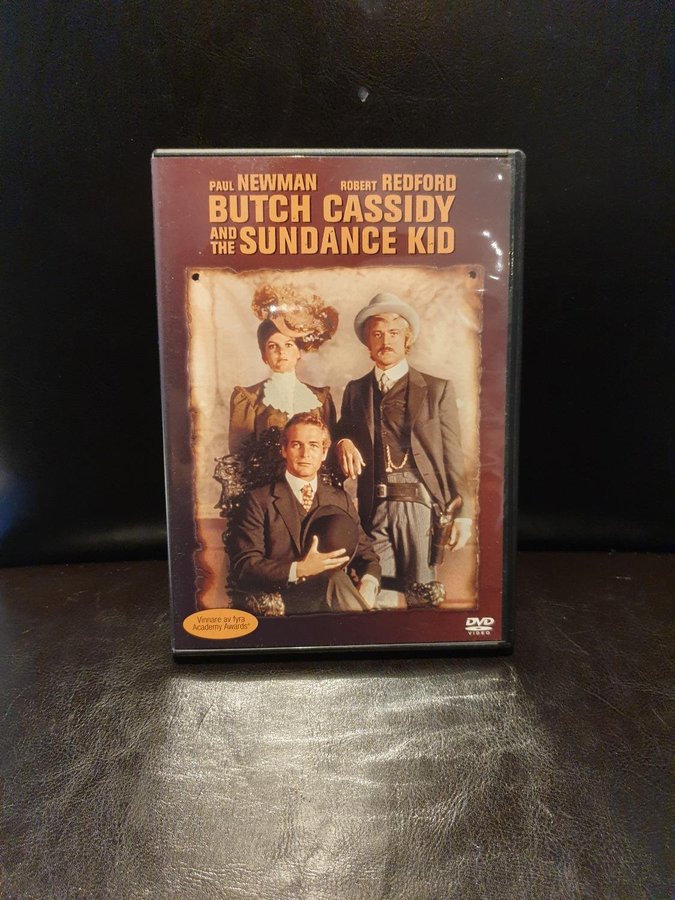 PAUL NEWMAN ROBERT REDFORD
BUTCH CASSIDY
AND THE SUNDANCE KID
Vinnare av fyra
Academy Awards®
DVD
VIDEO